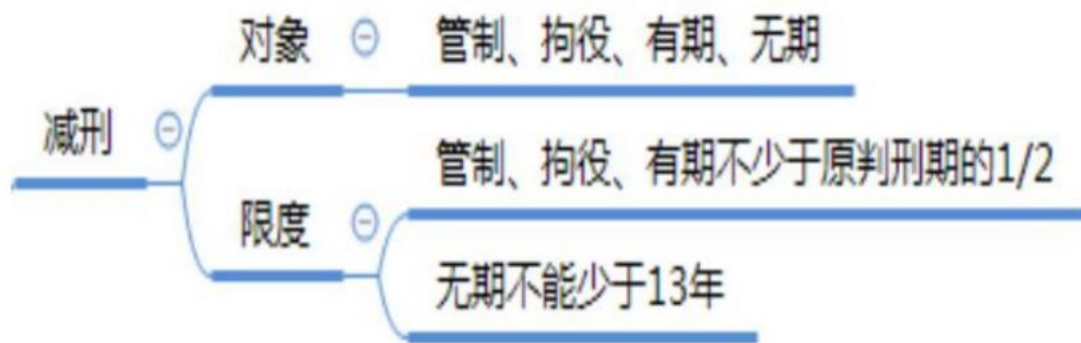 减刑
对象
管制、拘役、有期、无期
限度
管制、拘役、有期不少于原判刑期的1/2
无期不能少于13年